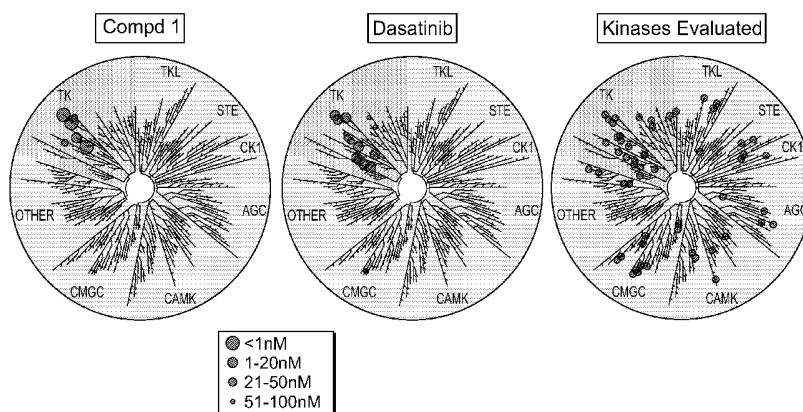 Compd 1
Dasatinib
Kinases Evaluated
TK
TKL
STE
CK1
AGC
CAMK
CMGC
OTHER
TK
TKL
STE
CK1
AGC
CAMK
CMGC
OTHER
TK
TKL
STE
CK1
AGC
CAMK
CMGC
OTHER
<1nM
1-20nM
21-50nM
51-100nM